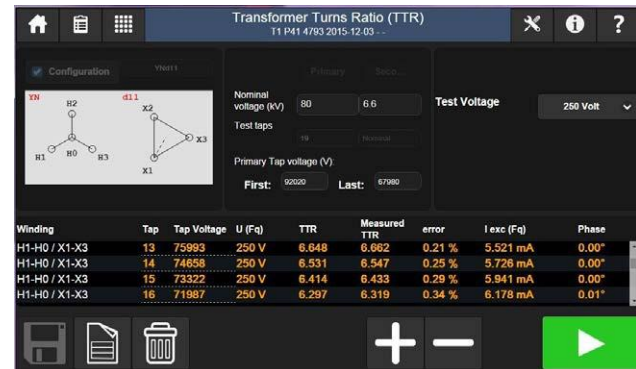 Transformer Turns Ratio (TTR)
T1 P41 4793 2015-12-03 - -
i
?
Configuration
YNd11
YN
d11
H2
X2
H1
H0
H3
X3
X1
Primary
Seco...
Nominal voltage (kV)
80
6.6
Test taps
19
Nominal
Primary Tap voltage (V):
First:
92020
Last:
67980
Test Voltage
250 Volt
Winding Tap Tap Voltage U (Fq) TTR Measured TTR error I exc (Fq) Phase
H1-H0 / X1-X3 13 75993 250 V 6.648 6.662 0.21 % 5.521 mA 0.00°
H1-H0 / X1-X3 14 74658 250 V 6.531 6.547 0.25 % 5.726 mA 0.00°
H1-H0 / X1-X3 15 73322 250 V 6.414 6.433 0.29 % 5.941 mA 0.00°
H1-H0 / X1-X3 16 71987 250 V 6.297 6.319 0.34 % 6.178 mA 0.01°